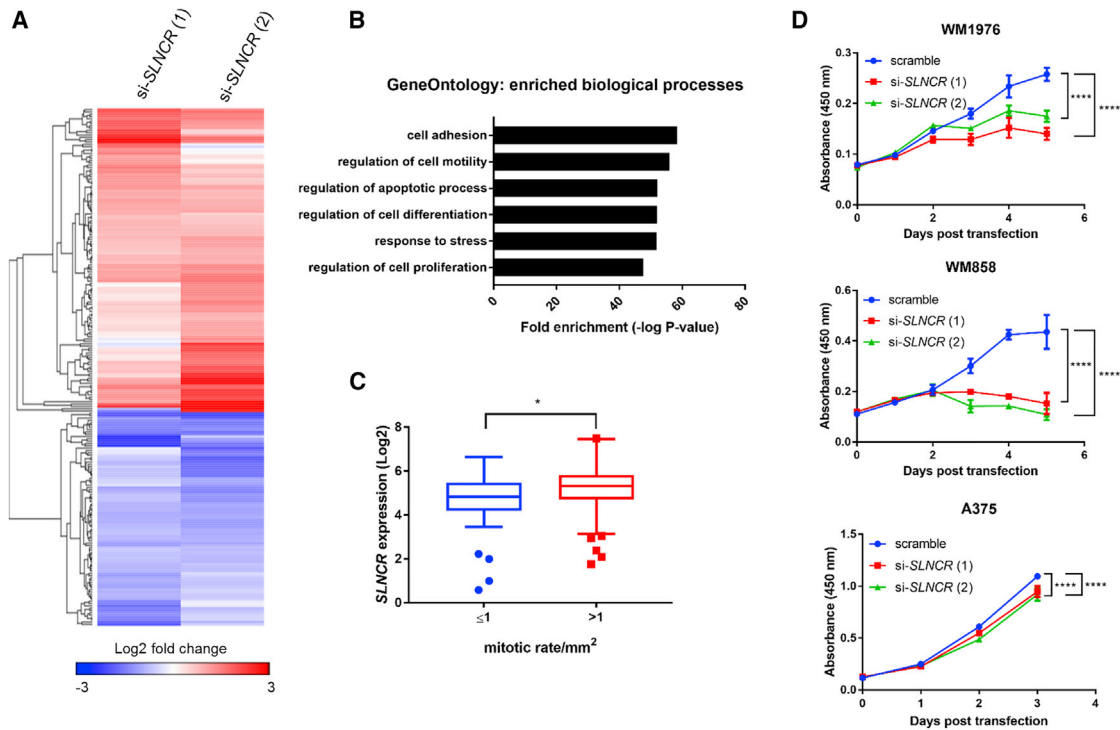 A
si-SLNCR (1)
si-SLNCR (2)
Log2 fold change
-3
3
B
GeneOntology: enriched biological processes
cell adhesion
regulation of cell motility
regulation of apoptotic process
regulation of cell differentiation
response to stress
regulation of cell proliferation
0
20
40
60
80
Fold enrichment (-log P-value)
C
*
SLNCR expression (Log2)
8
6
4
2
0
≤1
>1
mitotic rate/mm2
D
WM1976
scramble
si-SLNCR (1)
si-SLNCR (2)
****
****
Absorbance (450 nm)
0.3
0.2
0.1
0.0
0
2
4
6
Days post transfection
WM858
scramble
si-SLNCR (1)
si-SLNCR (2)
****
****
Absorbance (450 nm)
0.6
0.4
0.2
0.0
0
2
4
6
Days post transfection
A375
scramble
si-SLNCR (1)
si-SLNCR (2)
****
****
Absorbance (450 nm)
1.5
1.0
0.5
0.0
0
1
2
3
4
Days post transfection